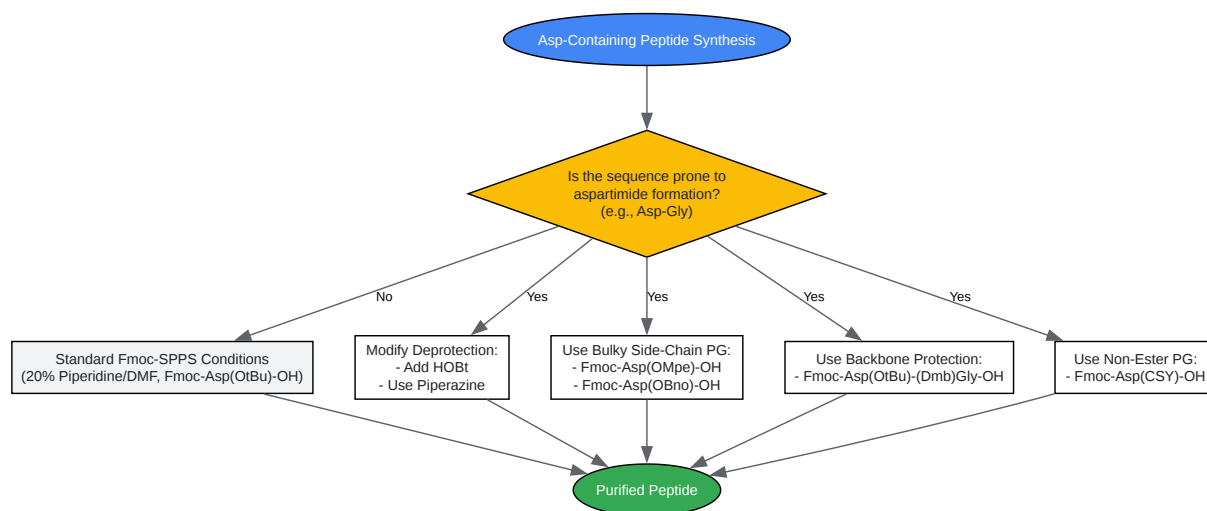 Asp-Containing Peptide Synthesis
Is the sequence prone to
aspartimide formation?
(e.g., Asp-Gly)
No
Yes
Yes
Yes
Yes
Standard Fmoc-SPPS Conditions
(20% Piperidine/DMF, Fmoc-Asp(OtBu)-OH)
Modify Deprotection:
- Add HOBt
- Use Piperazine
Use Bulky Side-Chain PG:
- Fmoc-Asp(OMpe)-OH
- Fmoc-Asp(OBno)-OH
Use Backbone Protection:
- Fmoc-Asp(OtBu)-(Dmb)Gly-OH
Use Non-Ester PG:
- Fmoc-Asp(CSY)-OH
Purified Peptide